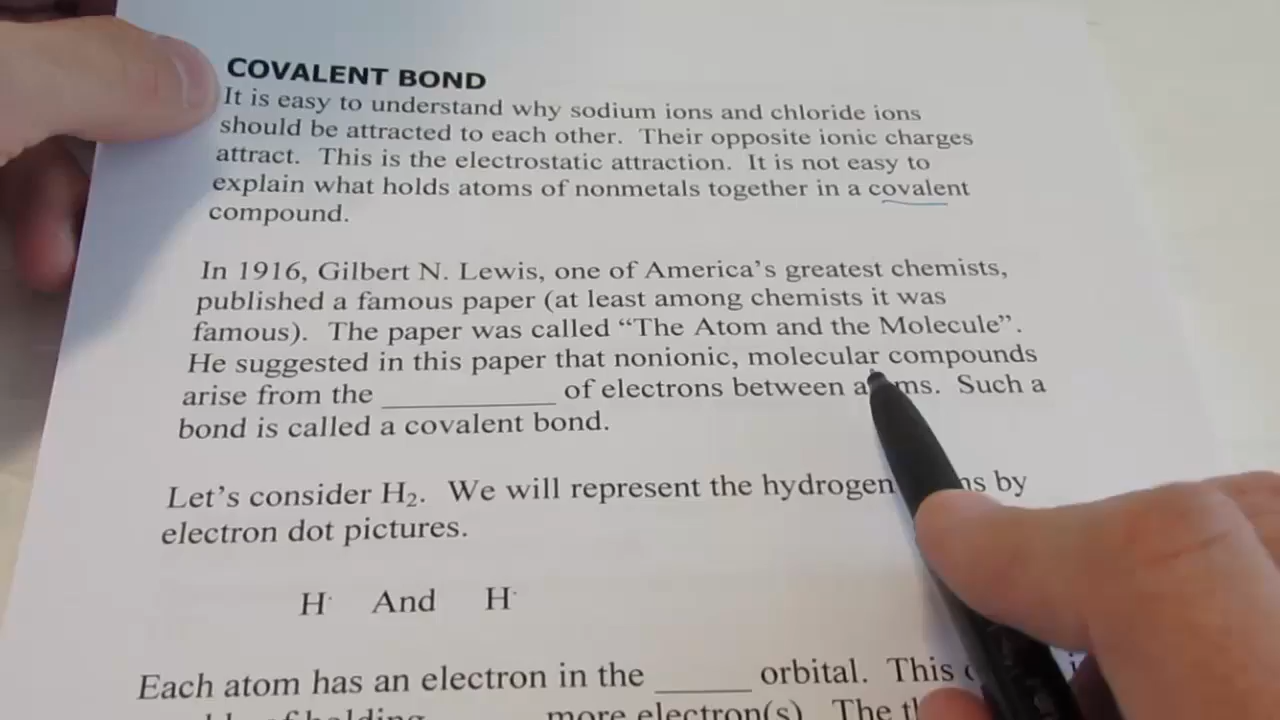 COVALENT BOND
It is easy to understand why sodium ions and chloride ions
should be attracted to each other. Their opposite ionic charges
attract. This is the electrostatic attraction. It is not easy to
explain what holds atoms of nonmetals together in a covalent
compound.
In 1916, Gilbert N. Lewis, one of America's greatest chemists,
published a famous paper (at least among chemists it was
famous). The paper was called “The Atom and the Molecule”.
He suggested in this paper that nonionic, molecular compounds
arise from the ____________ of electrons between Such a
bond is called a covalent bond.
Let's consider H₂. We will represent the hydrogen by
electron dot pictures.
H· And H·
Each atom has an electron in the ______ orbital. This
more electron(s). The